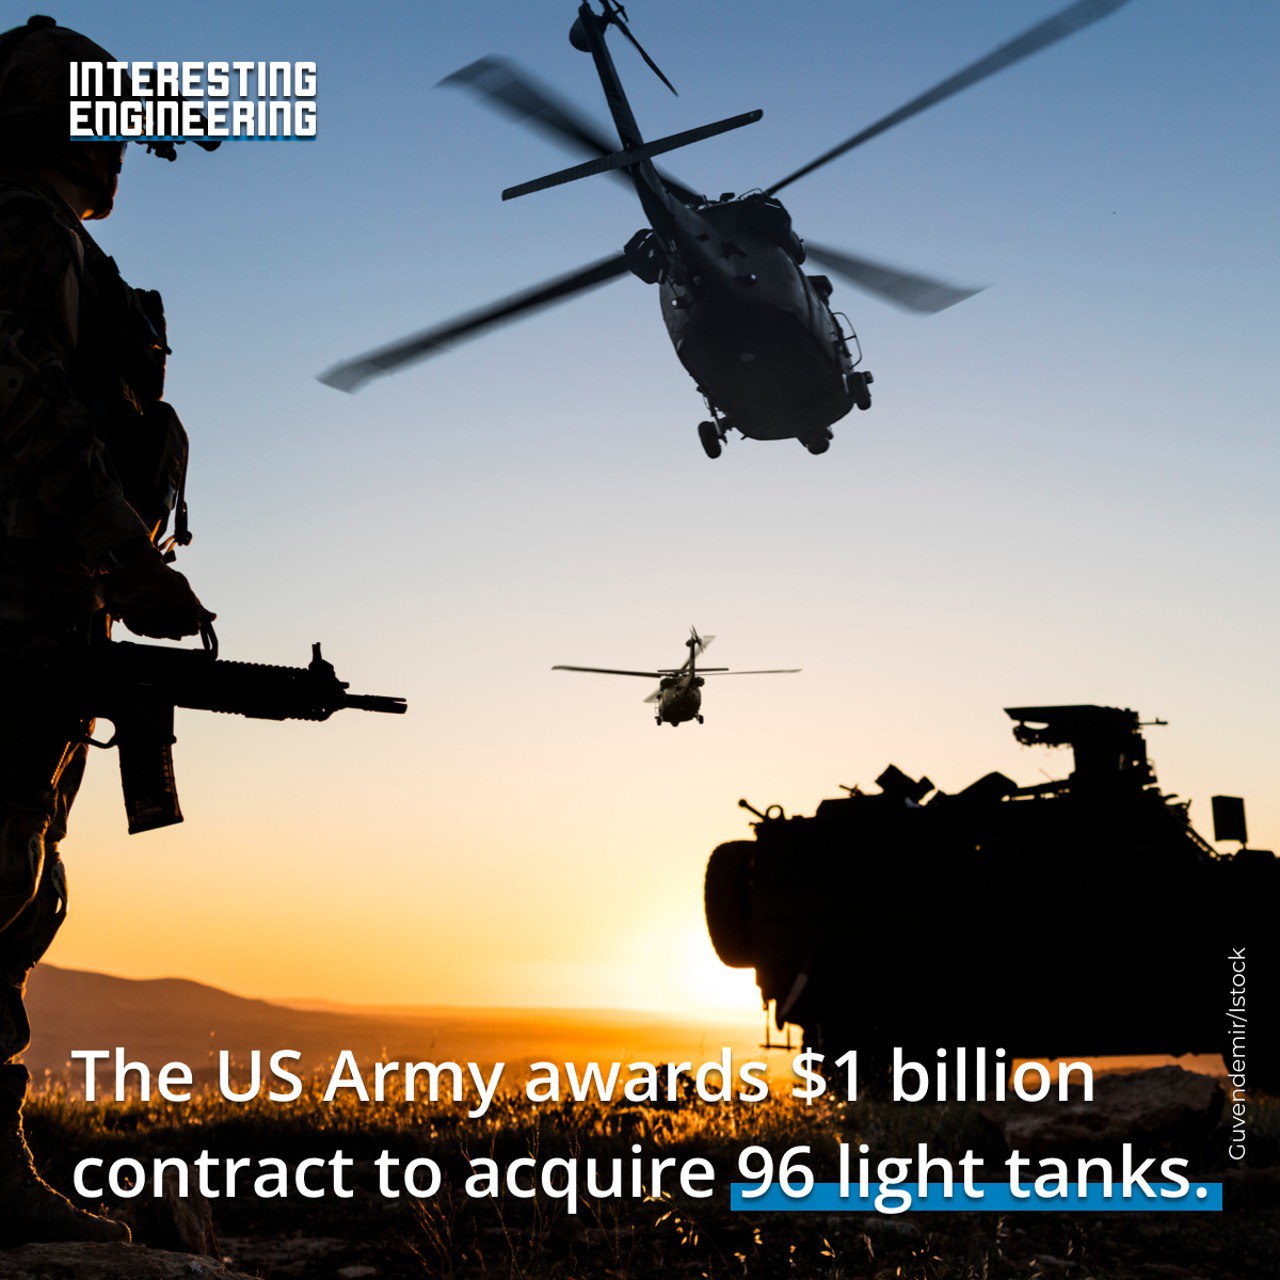 INTERESTING
ENGINEERING
The US Army awards $1 billion
contract to acquire 96 light tanks.
Guvendemir/Istock